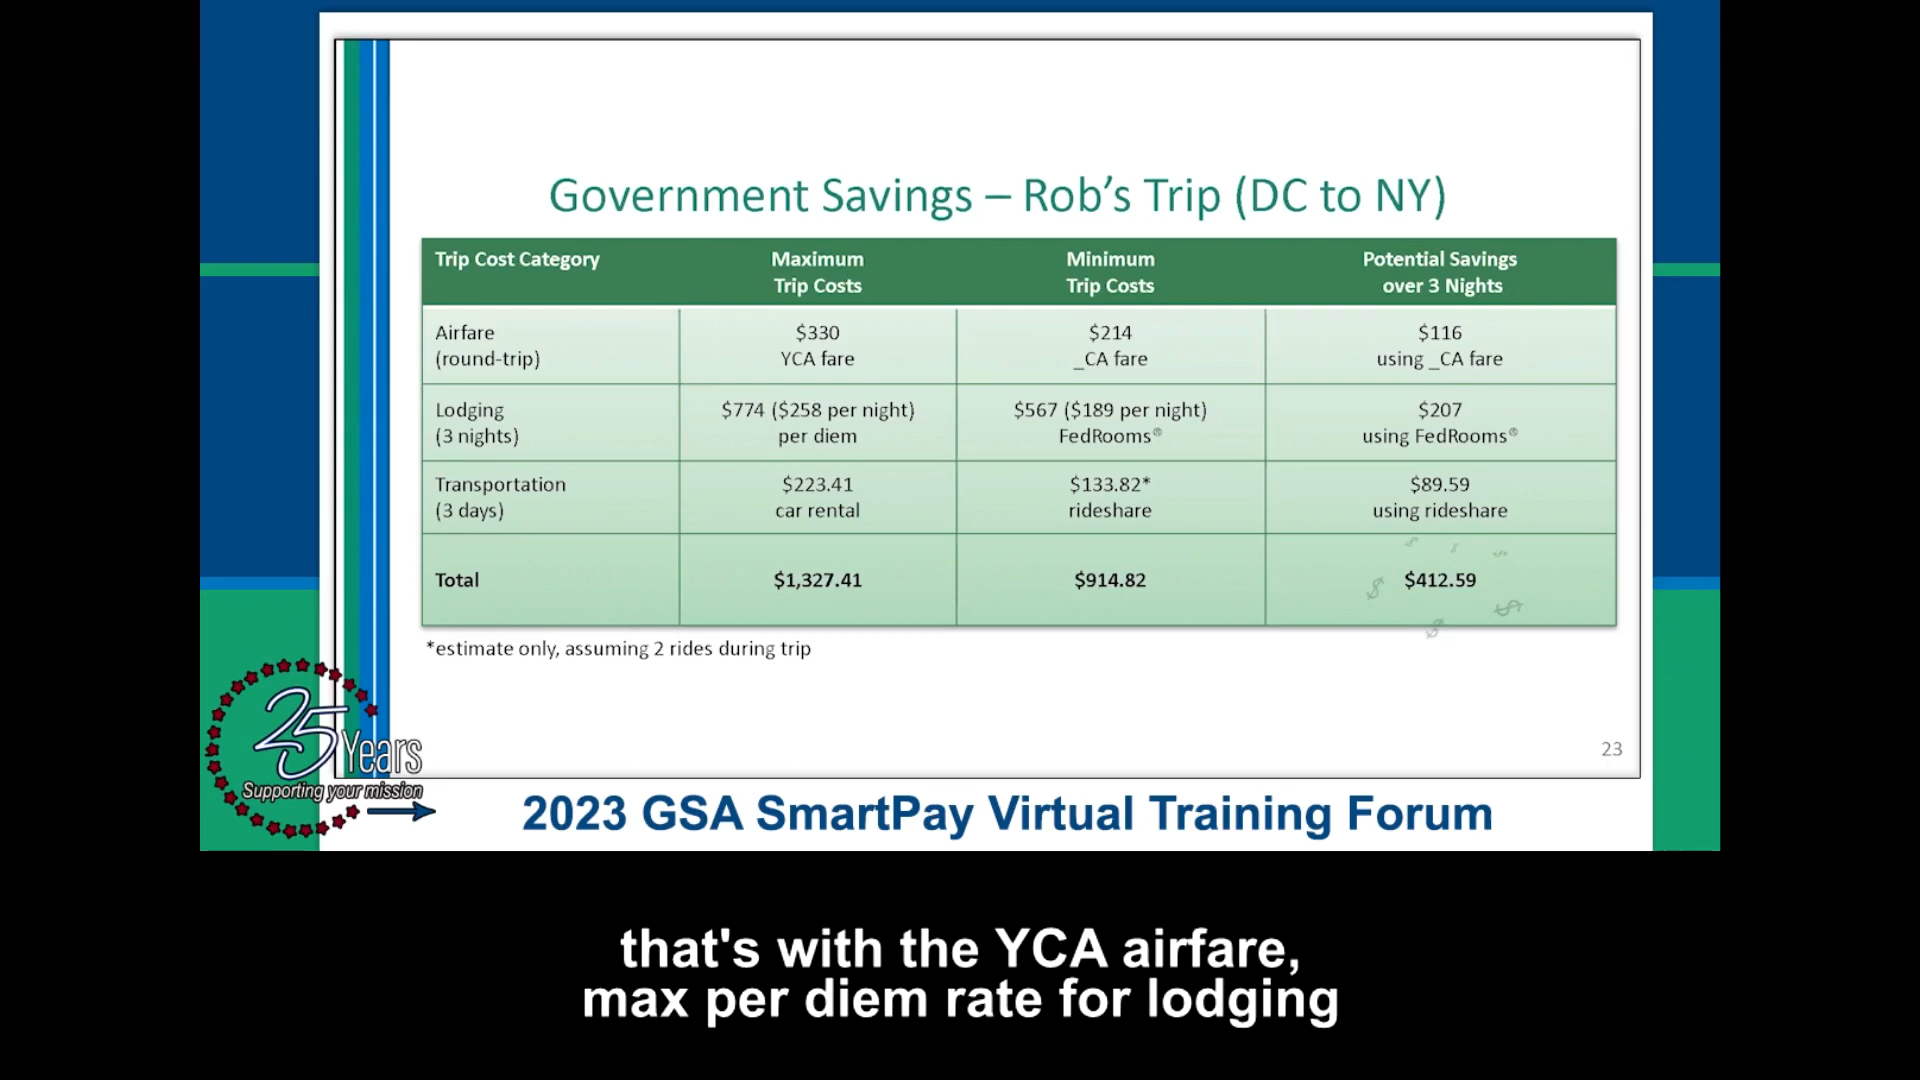 Government Savings – Rob's Trip (DC to NY)
Trip Cost Category
Maximum
Trip Costs
Minimum
Trip Costs
Potential Savings
over 3 Nights
Airfare
(round-trip)
$330
YCA fare
$214
_CA fare
$116
using _CA fare
Lodging
(3 nights)
$774 ($258 per night)
per diem
$567 ($189 per night)
FedRooms®
$207
using FedRooms®
Transportation
(3 days)
$223.41
car rental
$133.82*
rideshare
$89.59
using rideshare
Total
$1,327.41
$914.82
$412.59
*estimate only, assuming 2 rides during trip
23
25
Years
Supporting your mission
2023 GSA SmartPay Virtual Training Forum
that's with the YCA airfare,
max per diem rate for lodging